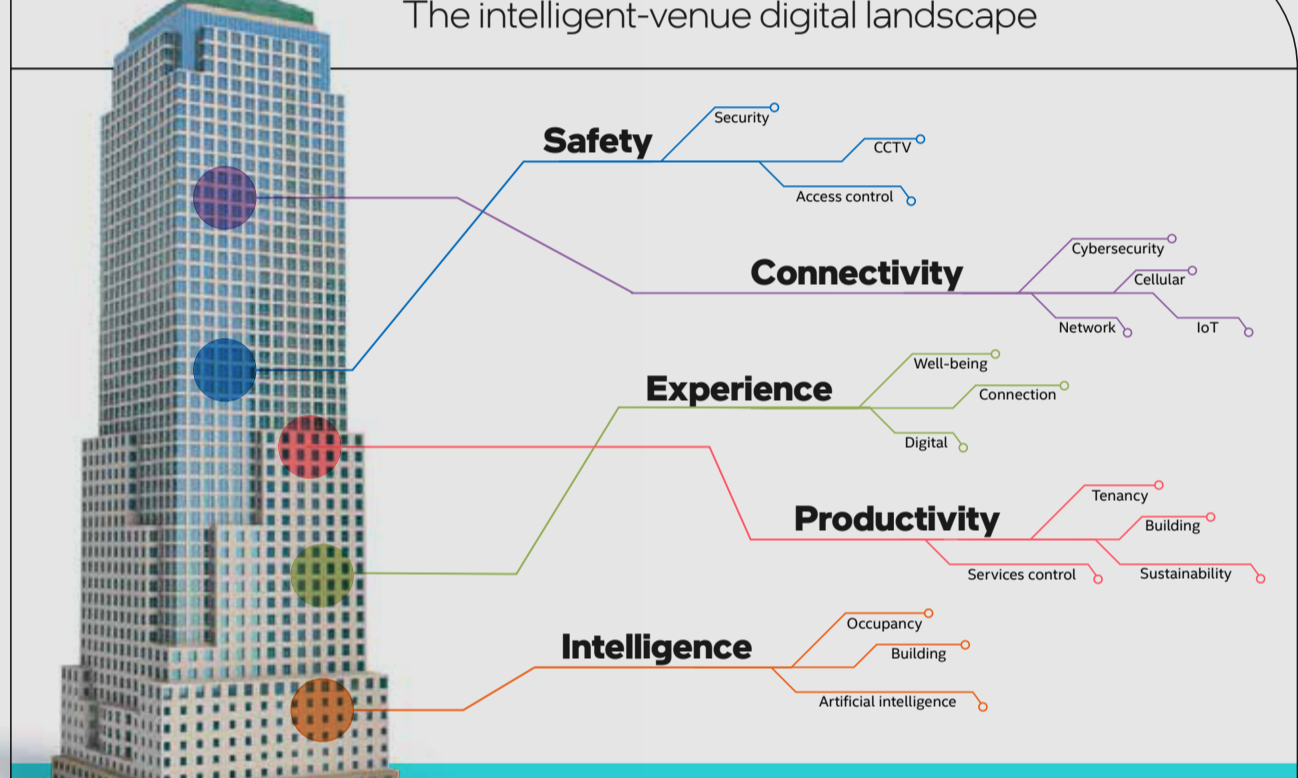 The intelligent-venue digital landscape
Safety
Security
CCTV
Access control
Connectivity
Cybersecurity
Cellular
Network
IoT
Experience
Well-being
Connection
Digital
Productivity
Tenancy
Building
Services control
Sustainability
Intelligence
Occupancy
Building
Artificial intelligence